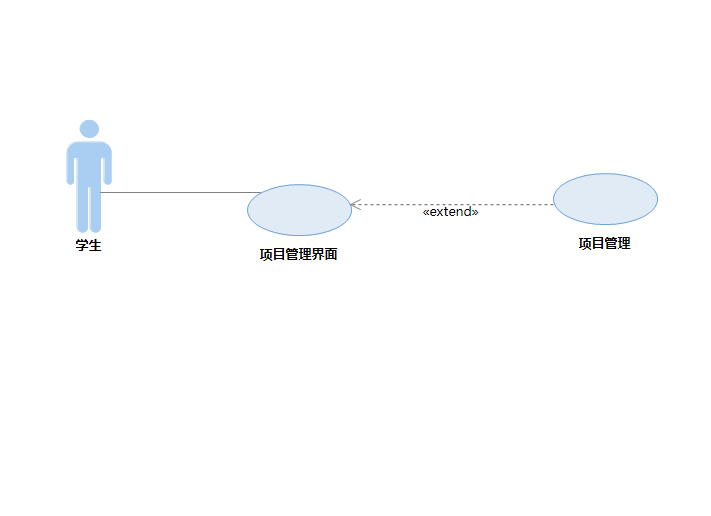 «extend»
学生
项目管理界面
项目管理